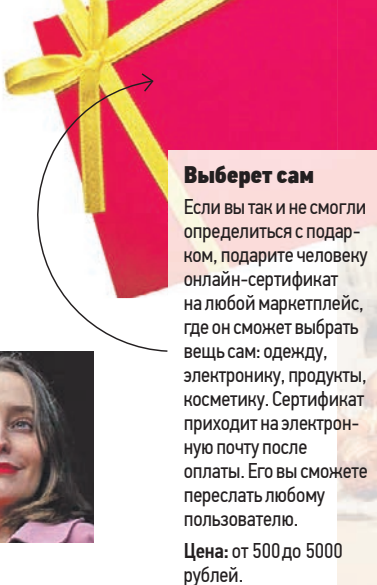 Выберет сам
Если вы так и не смогли
определиться с подар-
ком, подарите человеку
онлайн-сертификат
на любой маркетплейс,
где он сможет выбрать
вещь сам: одежду,
электронику, продукты,
косметику. Сертификат
приходит на электрон-
ную почту после
оплаты. Его вы сможете
переслать любому
пользователю.
Цена: от 500 до 5000
рублей.